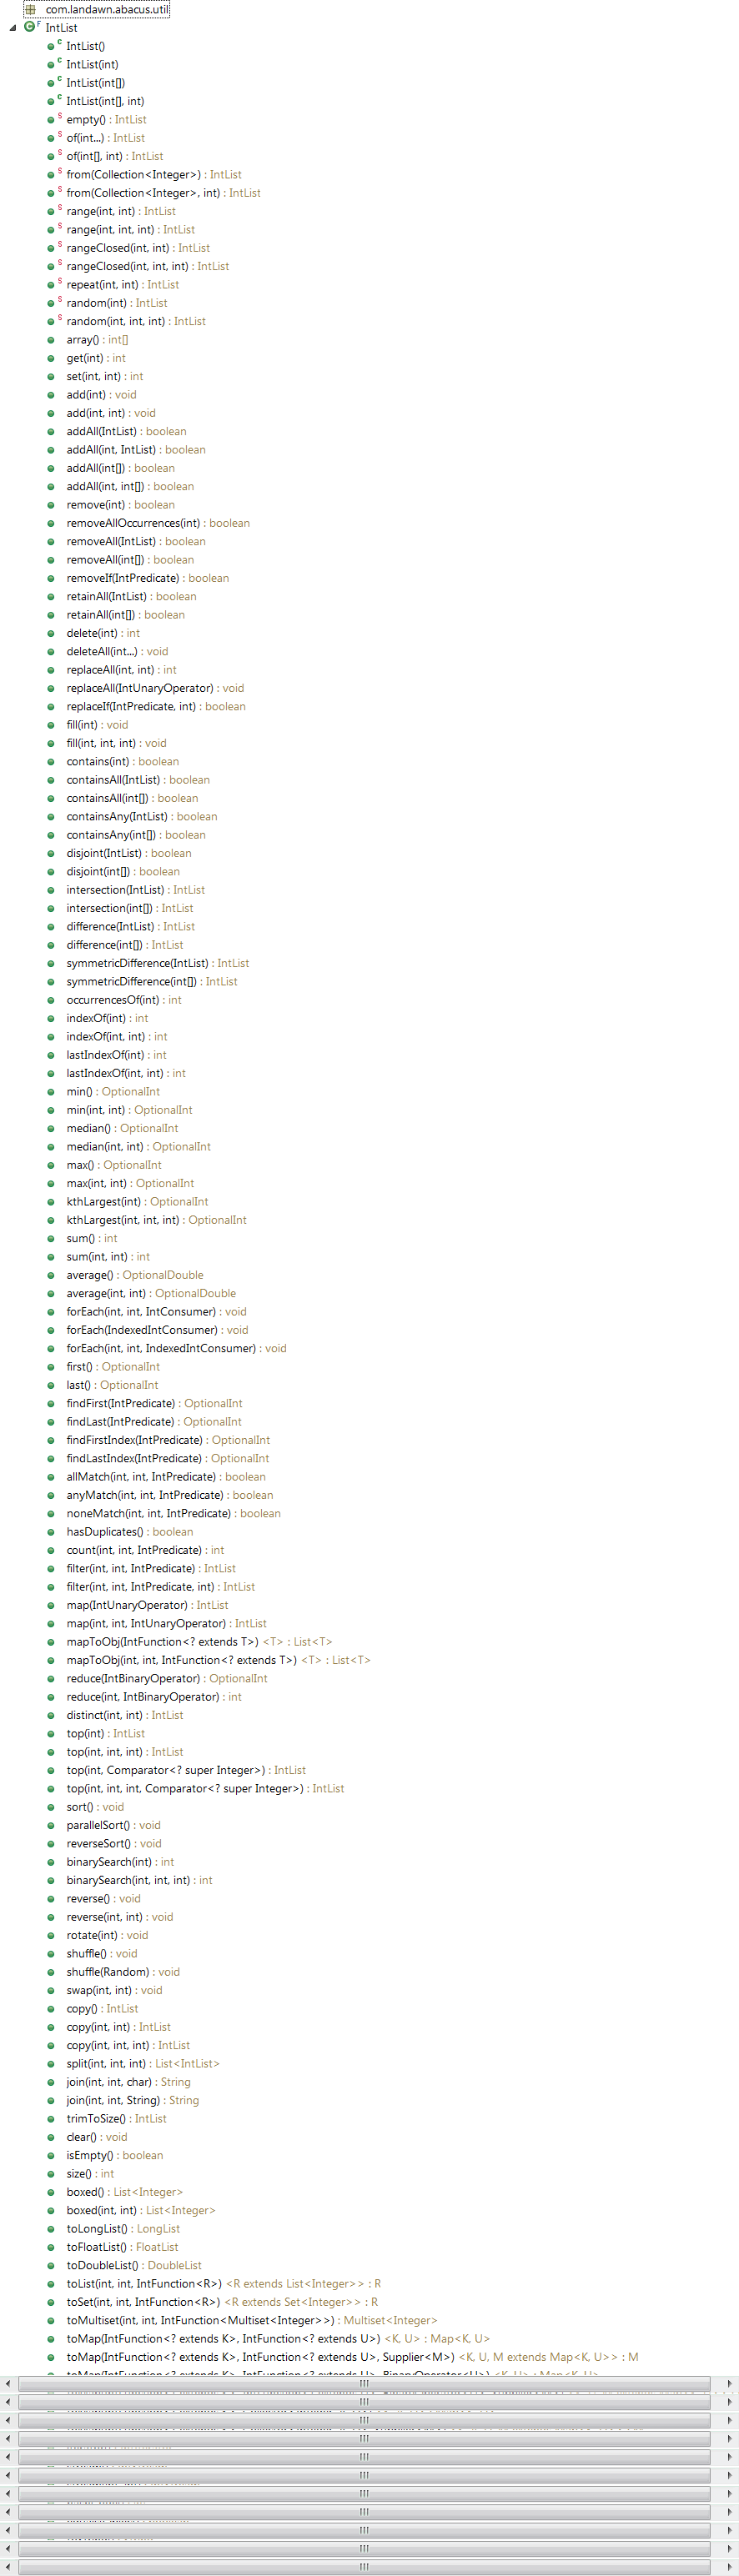 com.landawn.abacus.util
IntList
IntList()
IntList(int)
IntList(int[])
IntList(int[], int)
empty() : IntList
of(int...) : IntList
of(int[], int) : IntList
from(Collection<Integer>) : IntList
from(Collection<Integer>, int) : IntList
range(int, int) : IntList
range(int, int, int) : IntList
rangeClosed(int, int) : IntList
rangeClosed(int, int, int) : IntList
repeat(int, int) : IntList
random(int) : IntList
random(int, int, int) : IntList
array() : int[]
get(int) : int
set(int, int) : int
add(int) : void
add(int, int) : void
addAll(IntList) : boolean
addAll(int, IntList) : boolean
addAll(int[]) : boolean
addAll(int, int[]) : boolean
remove(int) : boolean
removeAllOccurrences(int) : boolean
removeAll(IntList) : boolean
removeAll(int[]) : boolean
removeIf(IntPredicate) : boolean
retainAll(IntList) : boolean
retainAll(int[]) : boolean
delete(int) : int
deleteAll(int...) : void
replaceAll(int, int) : int
replaceAll(IntUnaryOperator) : void
replaceIf(IntPredicate, int) : boolean
fill(int) : void
fill(int, int, int) : void
contains(int) : boolean
containsAll(IntList) : boolean
containsAll(int[]) : boolean
containsAny(IntList) : boolean
containsAny(int[]) : boolean
disjoint(IntList) : boolean
disjoint(int[]) : boolean
intersection(IntList) : IntList
intersection(int[]) : IntList
difference(IntList) : IntList
difference(int[]) : IntList
symmetricDifference(IntList) : IntList
symmetricDifference(int[]) : IntList
occurrencesOf(int) : int
indexOf(int) : int
indexOf(int, int) : int
lastIndexOf(int) : int
lastIndexOf(int, int) : int
min() : OptionalInt
min(int, int) : OptionalInt
median() : OptionalInt
median(int, int) : OptionalInt
max() : OptionalInt
max(int, int) : OptionalInt
kthLargest(int) : OptionalInt
kthLargest(int, int, int) : OptionalInt
sum() : int
sum(int, int) : int
average() : OptionalDouble
average(int, int) : OptionalDouble
forEach(int, int, IntConsumer) : void
forEach(IndexedIntConsumer) : void
forEach(int, int, IndexedIntConsumer) : void
first() : OptionalInt
last() : OptionalInt
findFirst(IntPredicate) : OptionalInt
findLast(IntPredicate) : OptionalInt
findFirstIndex(IntPredicate) : OptionalInt
findLastIndex(IntPredicate) : OptionalInt
allMatch(int, int, IntPredicate) : boolean
anyMatch(int, int, IntPredicate) : boolean
noneMatch(int, int, IntPredicate) : boolean
hasDuplicates() : boolean
count(int, int, IntPredicate) : int
filter(int, int, IntPredicate) : IntList
filter(int, int, IntPredicate, int) : IntList
map(IntUnaryOperator) : IntList
map(int, int, IntUnaryOperator) : IntList
mapToObj(IntFunction<? extends T>) <T> : List<T>
mapToObj(int, int, IntFunction<? extends T>) <T> : List<T>
reduce(IntBinaryOperator) : OptionalInt
reduce(int, IntBinaryOperator) : int
distinct(int, int) : IntList
top(int) : IntList
top(int, int, int) : IntList
top(int, Comparator<? super Integer>) : IntList
top(int, int, int, Comparator<? super Integer>) : IntList
sort() : void
parallelSort() : void
reverseSort() : void
binarySearch(int) : int
binarySearch(int, int, int) : int
reverse() : void
reverse(int, int) : void
rotate(int) : void
shuffle() : void
shuffle(Random) : void
swap(int, int) : void
copy() : IntList
copy(int, int) : IntList
copy(int, int, int) : IntList
split(int, int, int) : List<IntList>
join(int, int, char) : String
join(int, int, String) : String
trimToSize() : IntList
clear() : void
isEmpty() : boolean
size() : int
boxed() : List<Integer>
boxed(int, int) : List<Integer>
toLongList() : LongList
toFloatList() : FloatList
toDoubleList() : DoubleList
toList(int, int, IntFunction<R>) <R extends List<Integer>> : R
toSet(int, int, IntFunction<R>) <R extends Set<Integer>> : R
toMultiset(int, int, IntFunction<Multiset<Integer>>) : Multiset<Integer>
toMap(IntFunction<? extends K>, IntFunction<? extends U>) <K, U> : Map<K, U>
toMap(IntFunction<? extends K>, IntFunction<? extends U>, Supplier<M>) <K, U, M extends Map<K, U>> : M
toMap(IntFunction<? extends K>, IntFunction<? extends U>, BinaryOperator<U>) <K, U> : Map<K, U>